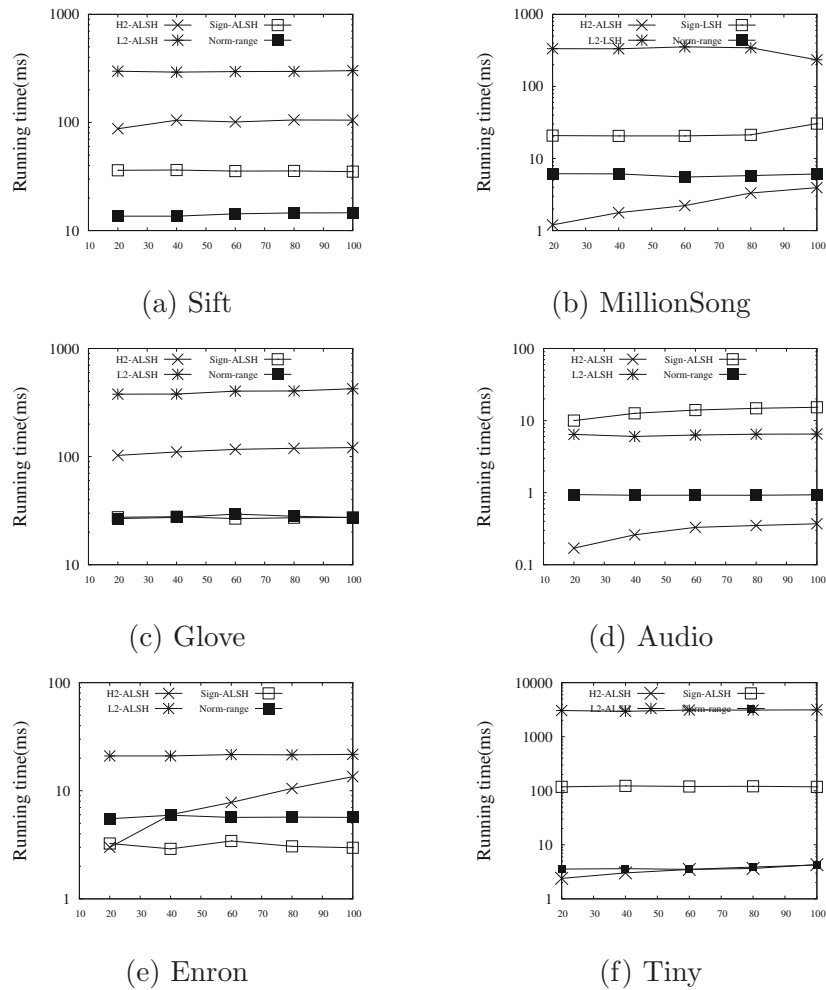 1000
100
10
Running time(ms)
H2-ALSH
L2-ALSH
Sign-ALSH
Norm-range
10 20 30 40 50 60 70 80 90 100
(a) Sift
1000
100
10
1
Running time(ms)
H2-ALSH
L2-LSH
Sign-LSH
Norm-range
20 30 40 50 60 70 80 90 100
(b) MillionSong
1000
100
10
Running time(ms)
H2-ALSH
L2-ALSH
Sign-ALSH
Norm-range
10 20 30 40 50 60 70 80 90 100
(c) Glove
100
10
1
0.1
Running time(ms)
H2-ALSH
L2-ALSH
Sign-ALSH
Norm-range
10 20 30 40 50 60 70 80 90 100
(d) Audio
100
10
1
Running time(ms)
H2-ALSH
L2-ALSH
Sign-ALSH
Norm-range
10 20 30 40 50 60 70 80 90 100
(e) Enron
10000
1000
100
10
1
Running time(ms)
H2-ALSH
L2-ALSH
Sign-ALSH
Norm-range
20 30 40 50 60 70 80 90 100
(f) Tiny